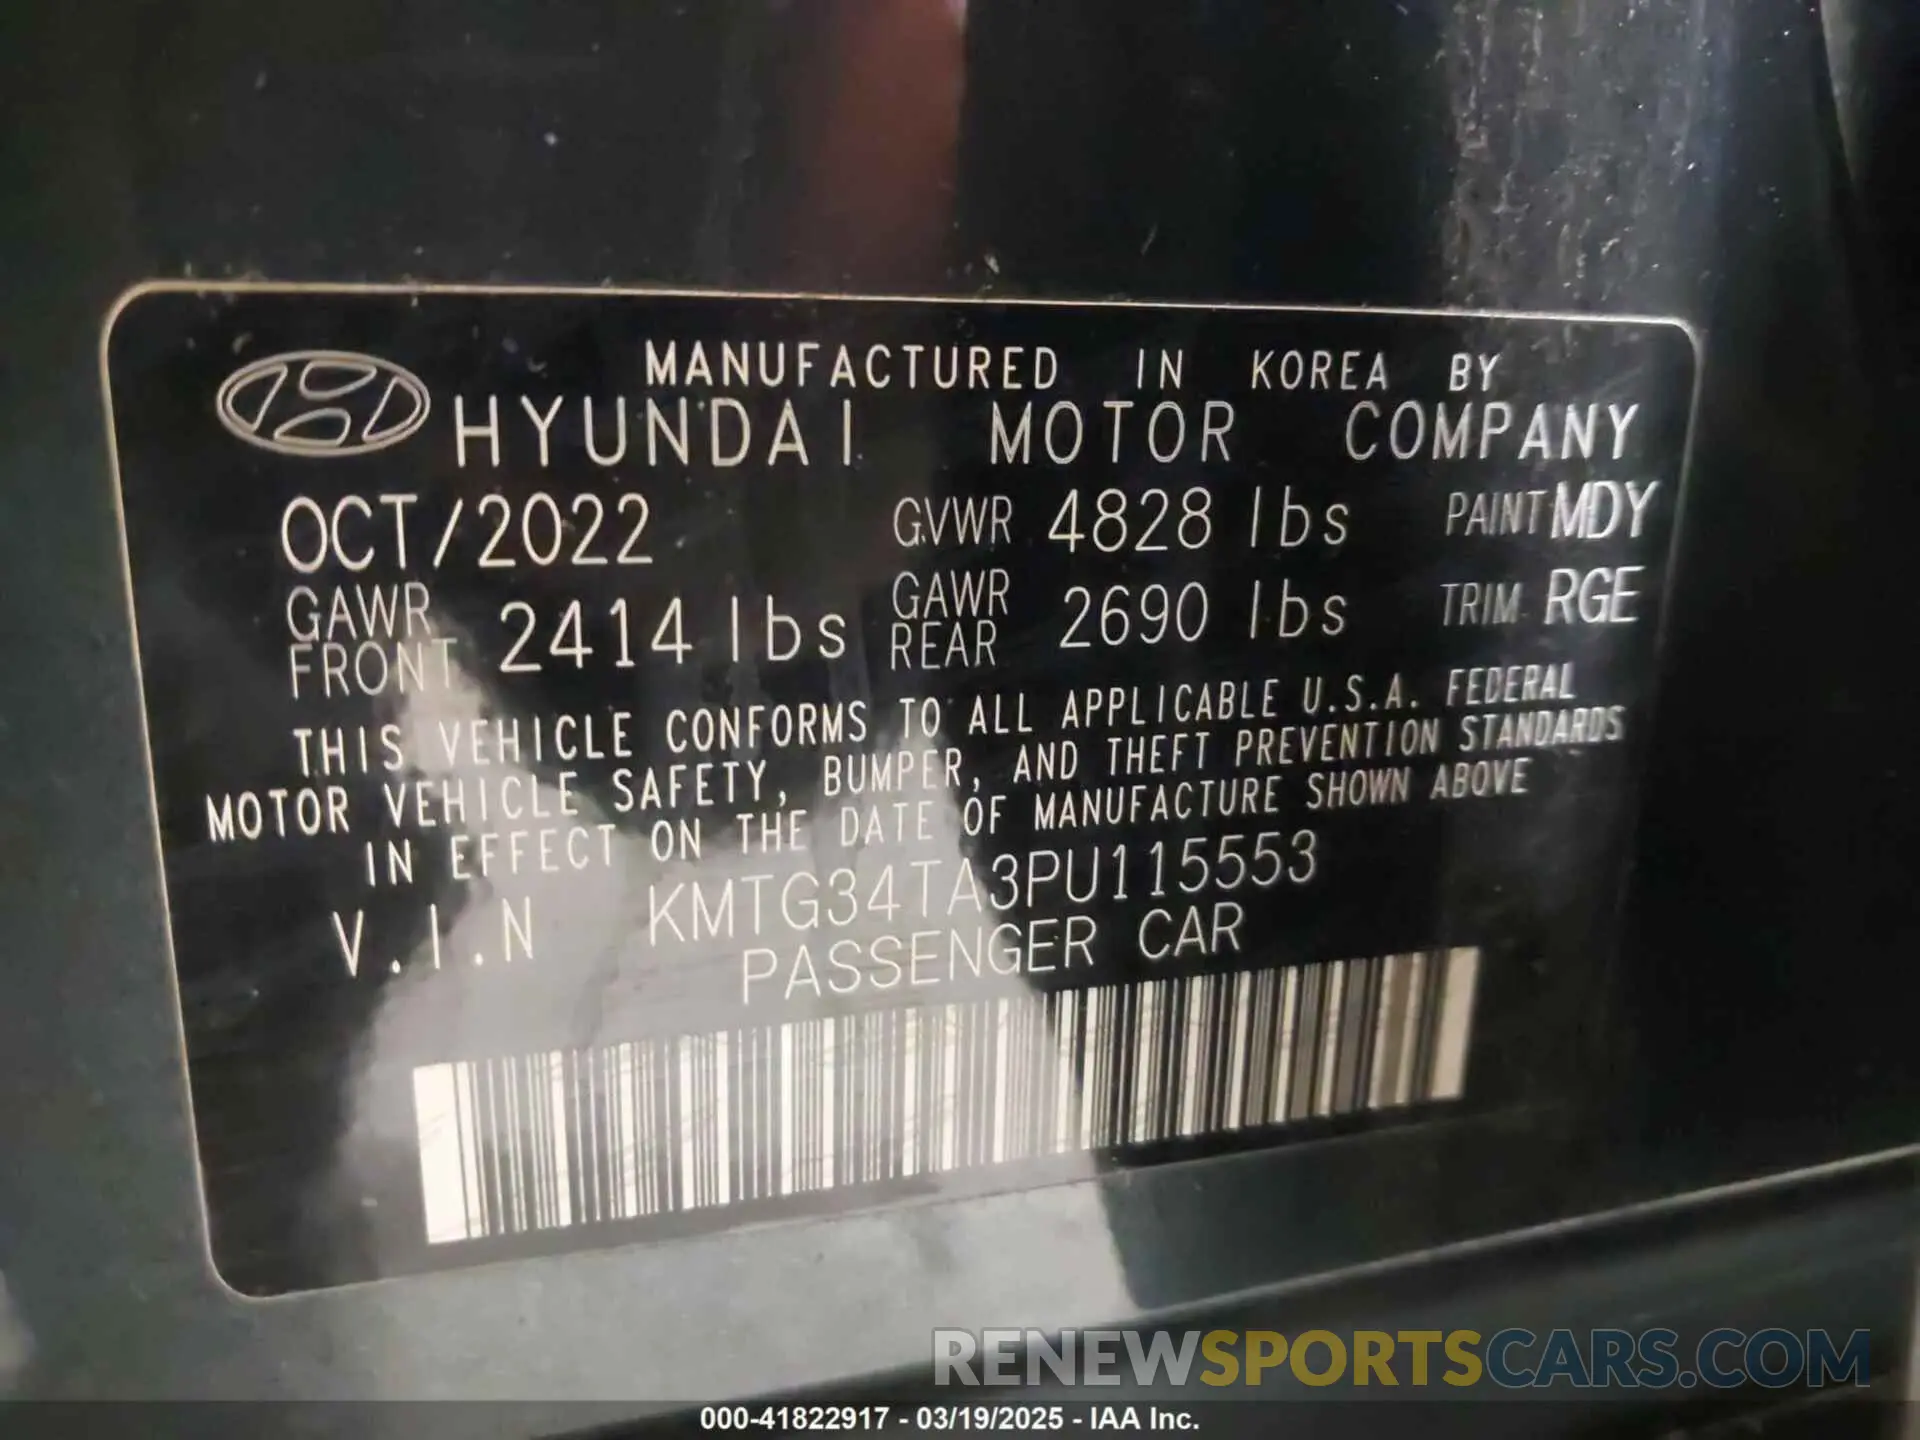 MANUFACTURED IN KOREA BY
HYUNDAI MOTOR COMPANY
OCT/2022 GVWR 4828 lbs PAINT MDY
GAWR FRONT 2414 lbs GAWR REAR 2690 lbs TRIM RGE
THIS VEHICLE CONFORMS TO ALL APPLICABLE U.S.A. FEDERAL
MOTOR VEHICLE SAFETY, BUMPER, AND THEFT PREVENTION STANDARDS
IN EFFECT ON THE DATE OF MANUFACTURE SHOWN ABOVE
V.I.N KMTG34TA3PU115553
PASSENGER CAR
RENEWSPORTSCARS.COM
000-41822917 - 03/19/2025 - IAA Inc.